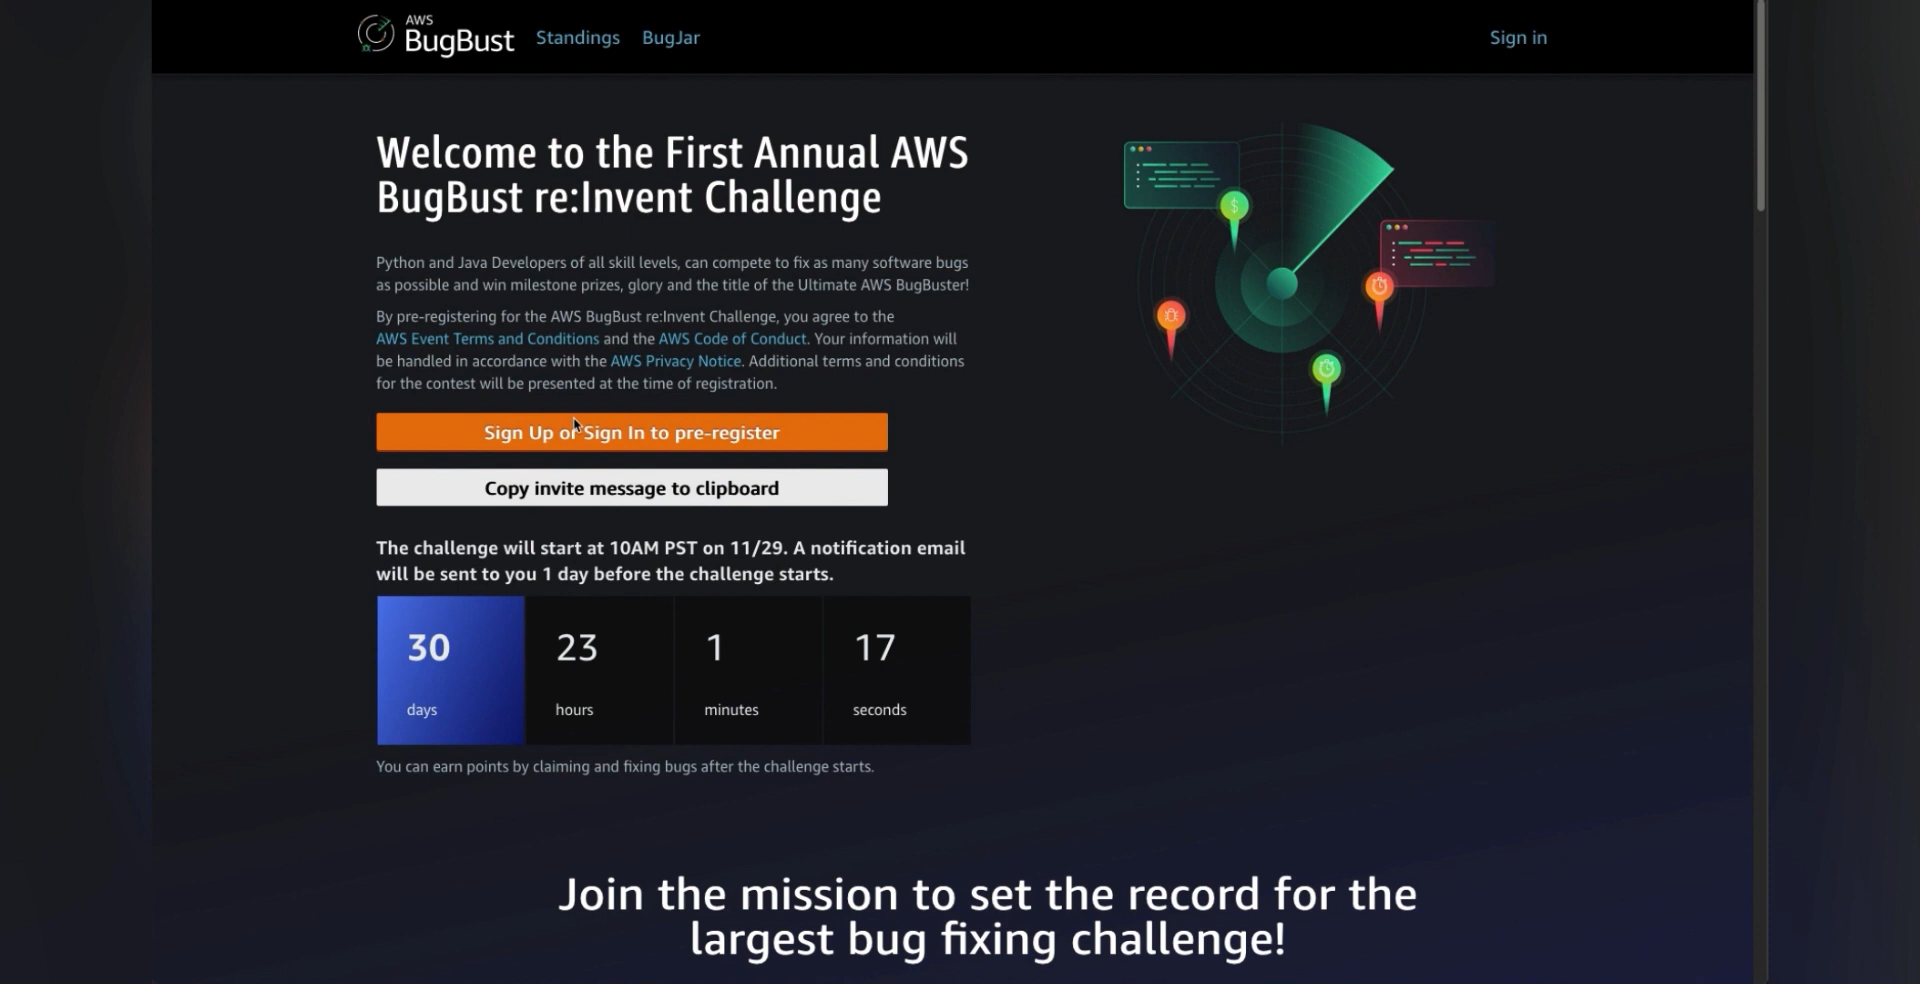 AWS
BugBust
Standings
BugJar
Sign in
Welcome to the First Annual AWS
BugBust re:Invent Challenge
Python and Java Developers of all skill levels, can compete to fix as many software bugs
as possible and win milestone prizes, glory and the title of the Ultimate AWS BugBuster!
By pre-registering for the AWS BugBust re:Invent Challenge, you agree to the
AWS Event Terms and Conditions and the AWS Code of Conduct. Your information will
be handled in accordance with the AWS Privacy Notice. Additional terms and conditions
for the contest will be presented at the time of registration.
Sign Up or Sign In to pre-register
Copy invite message to clipboard
The challenge will start at 10AM PST on 11/29. A notification email
will be sent to you 1 day before the challenge starts.
30
23
1
17
days
hours
minutes
seconds
You can earn points by claiming and fixing bugs after the challenge starts.
$
Join the mission to set the record for the
largest bug fixing challenge!